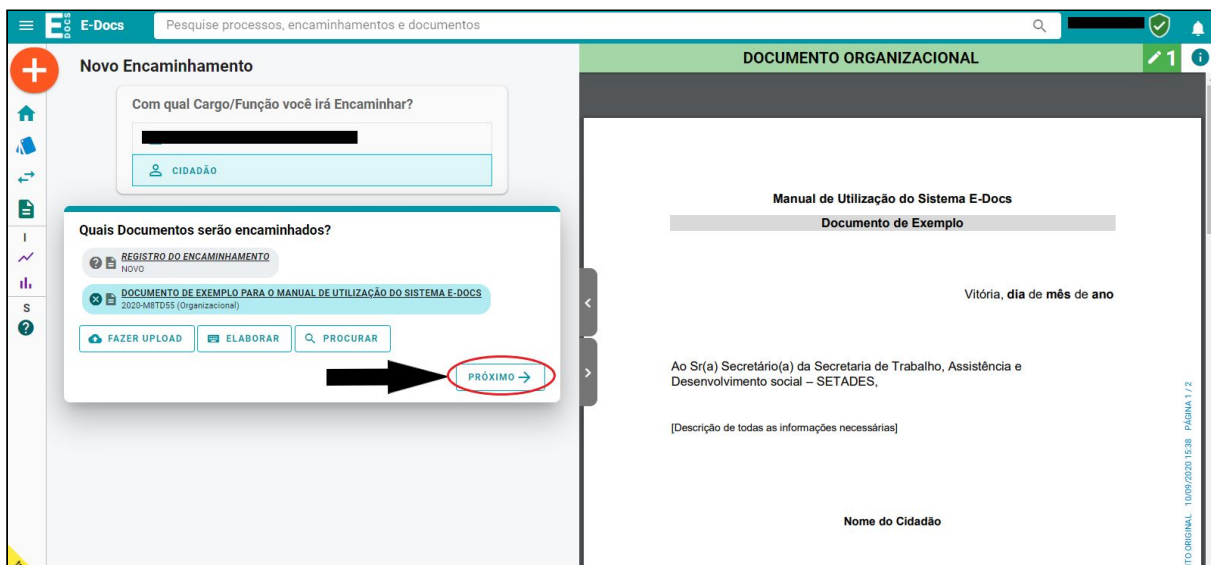 E-Docs
DOCS
Pesquise processos, encaminhamentos e documentos
Novo Encaminhamento
Com qual Cargo/Função você irá Encaminhar?
CIDADÃO
Quais Documentos serão encaminhados?
REGISTRO DO ENCAMINHAMENTO
NOVO
DOCUMENTO DE EXEMPLO PARA O MANUAL DE UTILIZAÇÃO DO SISTEMA E-DOCS
2020-M8TD55 (Organizacional)
FAZER UPLOAD
ELABORAR
PROCURAR
PRÓXIMO
I
S
DOCUMENTO ORGANIZACIONAL
1
Manual de Utilização do Sistema E-Docs
Documento de Exemplo
Vitória, dia de mês de ano
Ao Sr(a) Secretário(a) da Secretaria de Trabalho, Assistência e
Desenvolvimento social – SETADES,
[Descrição de todas as informações necessárias]
Nome do Cidadão
ORIGINAL 10/09/2020 15:38 PÁGINA 1 / 2